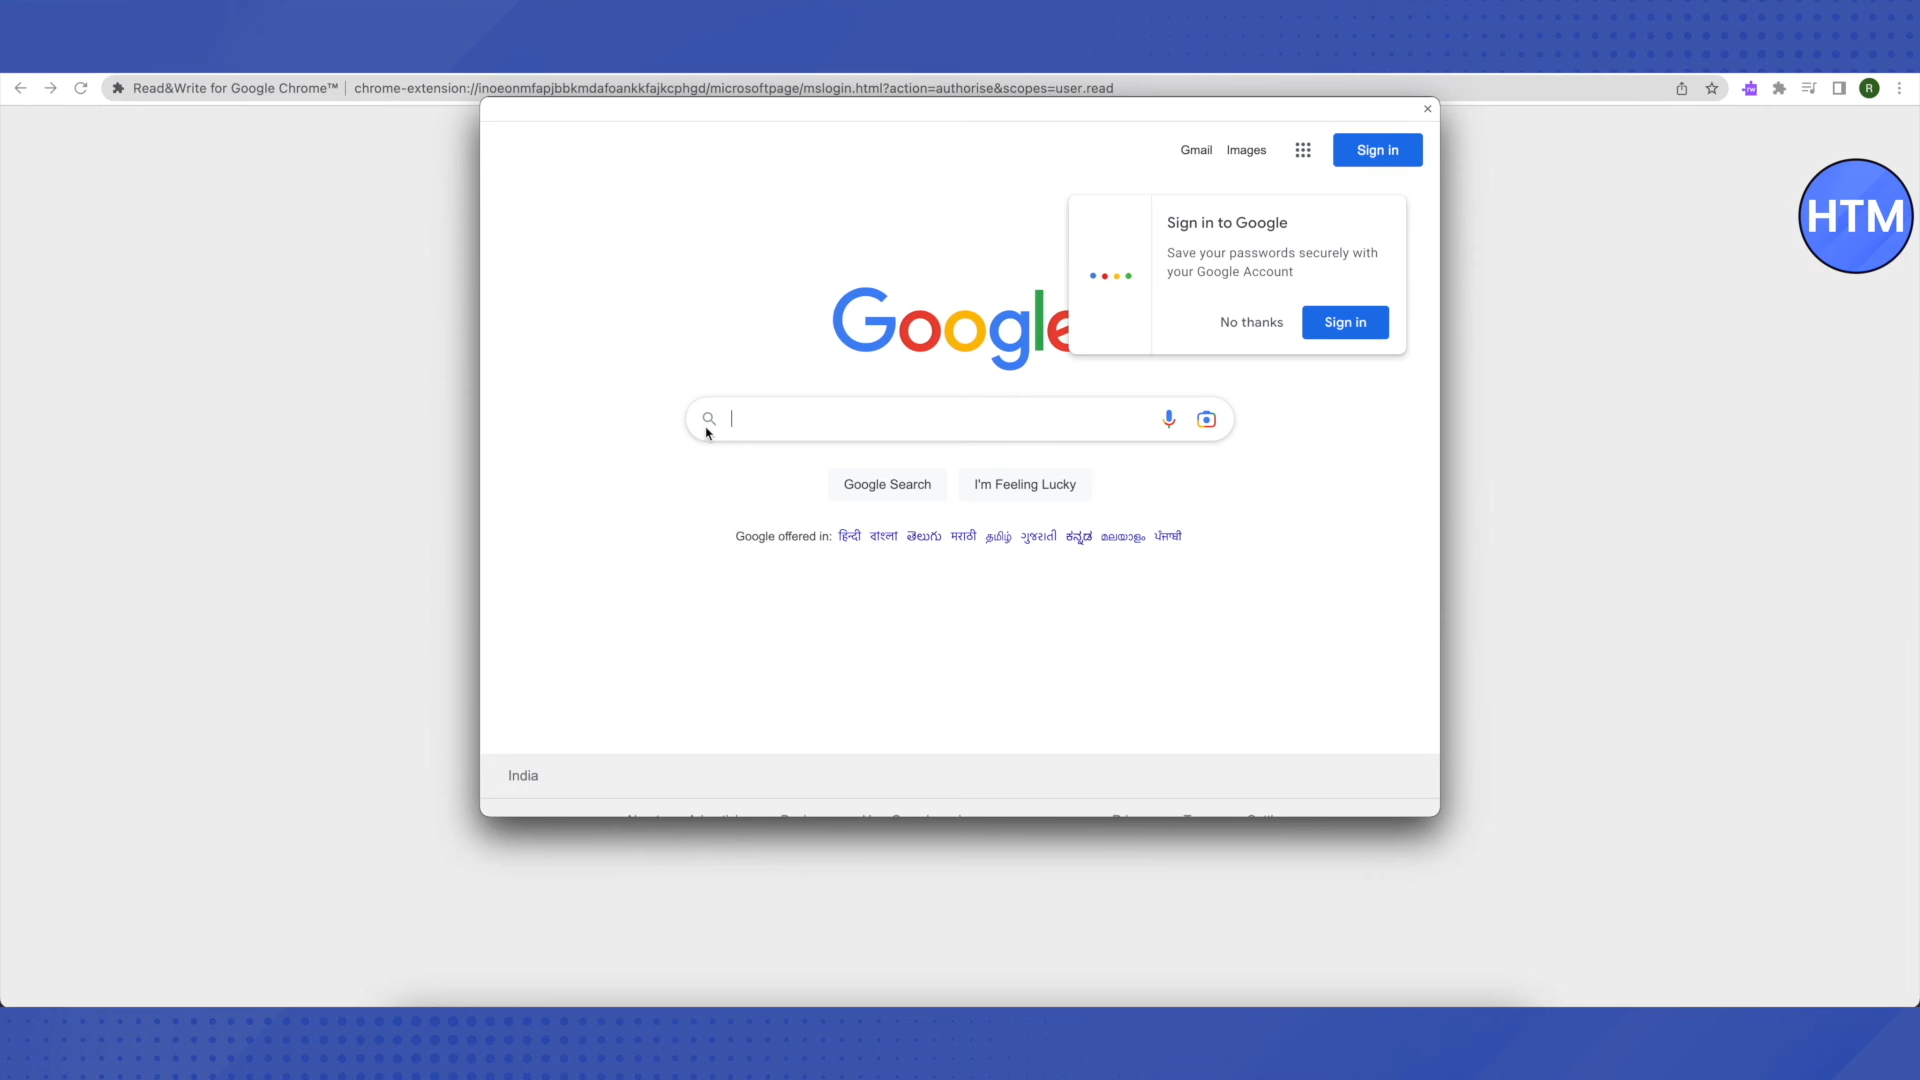 Read&Write for Google Chrome™ | chrome-extension://inoeonmfapjbbkmdafoankkfajkcphgd/microsoftpage/mslogin.html?action=authorise&scopes=user.read
rw
R
Gmail Images Sign in
HTM
Sign in to Google
Save your passwords securely with
your Google Account
No thanks Sign in
Google
Google Search I'm Feeling Lucky
Google offered in: हिन्दी বাংলা తెలుగు मराठी தமிழ் ગુજરાતી ಕನ್ನಡ മലയാളം ਪੰਜਾਬੀ
India